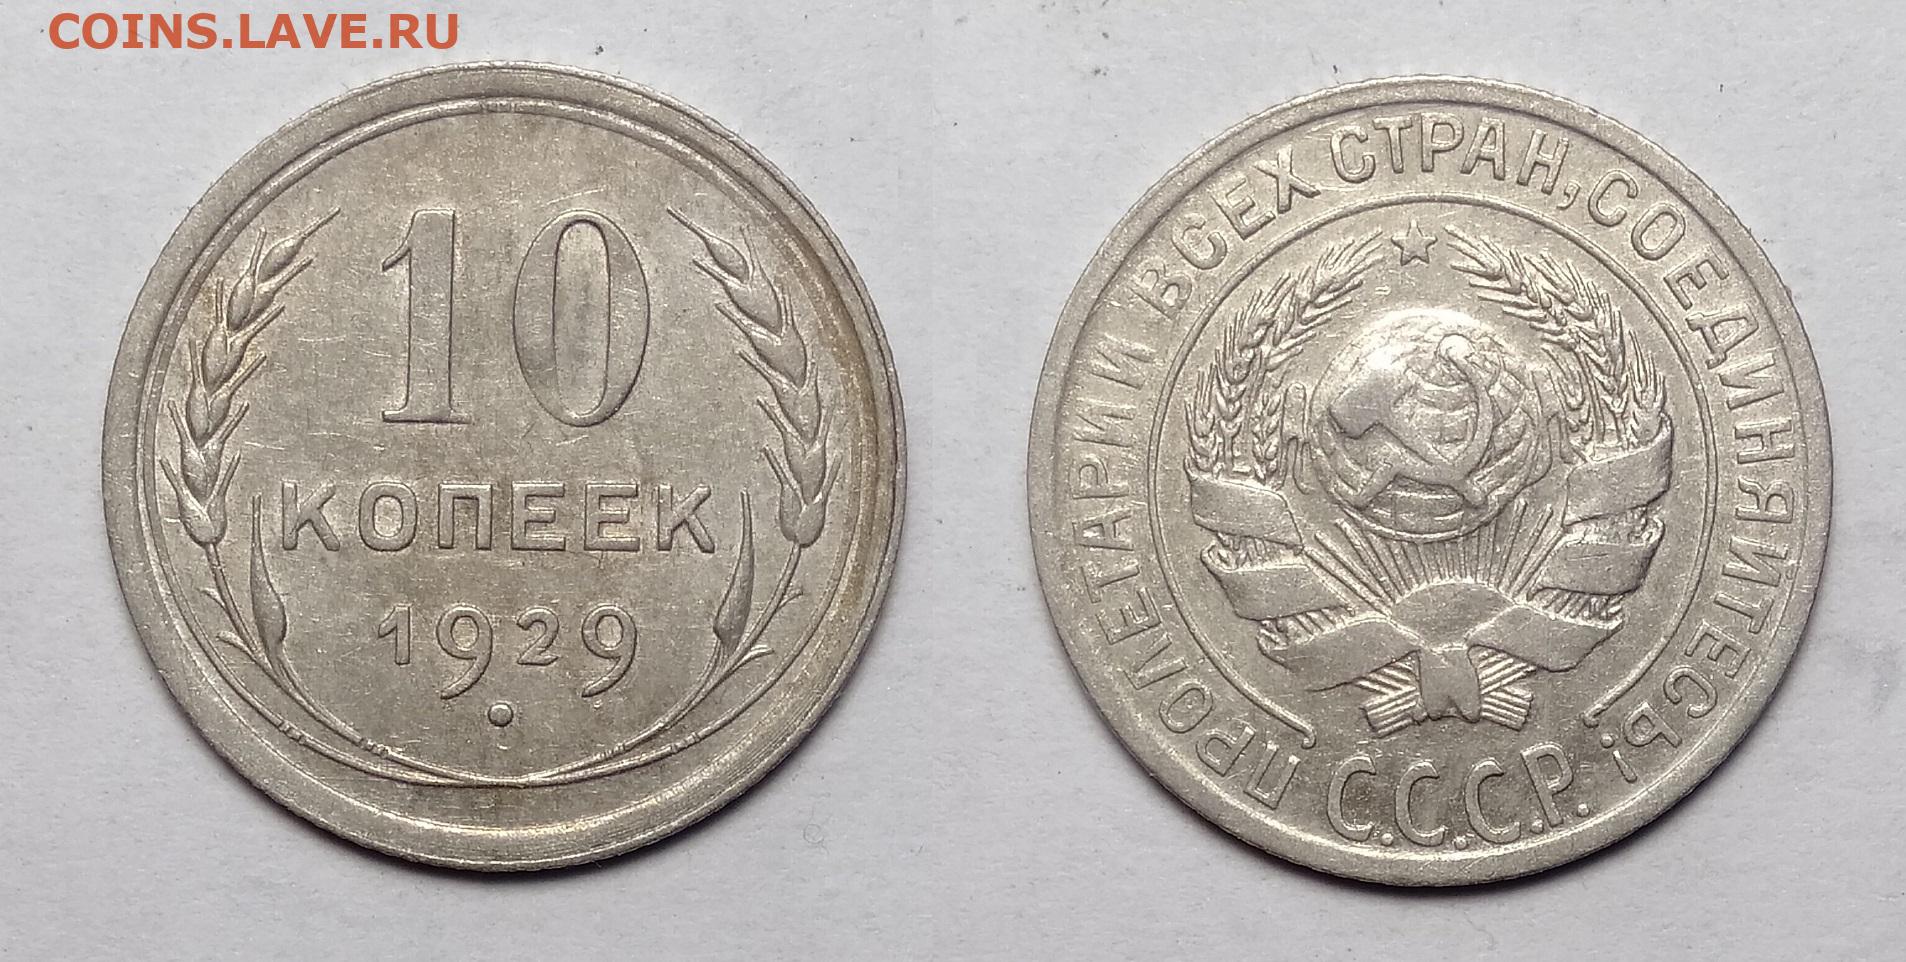 COINS.LAVE.RU
10
КОПЕЕК
1929
ПРОЛЕТАРИИ ВСЕХ СТРАН, СОЕДИНЯЙТЕСЬ!
С.С.С.Р.